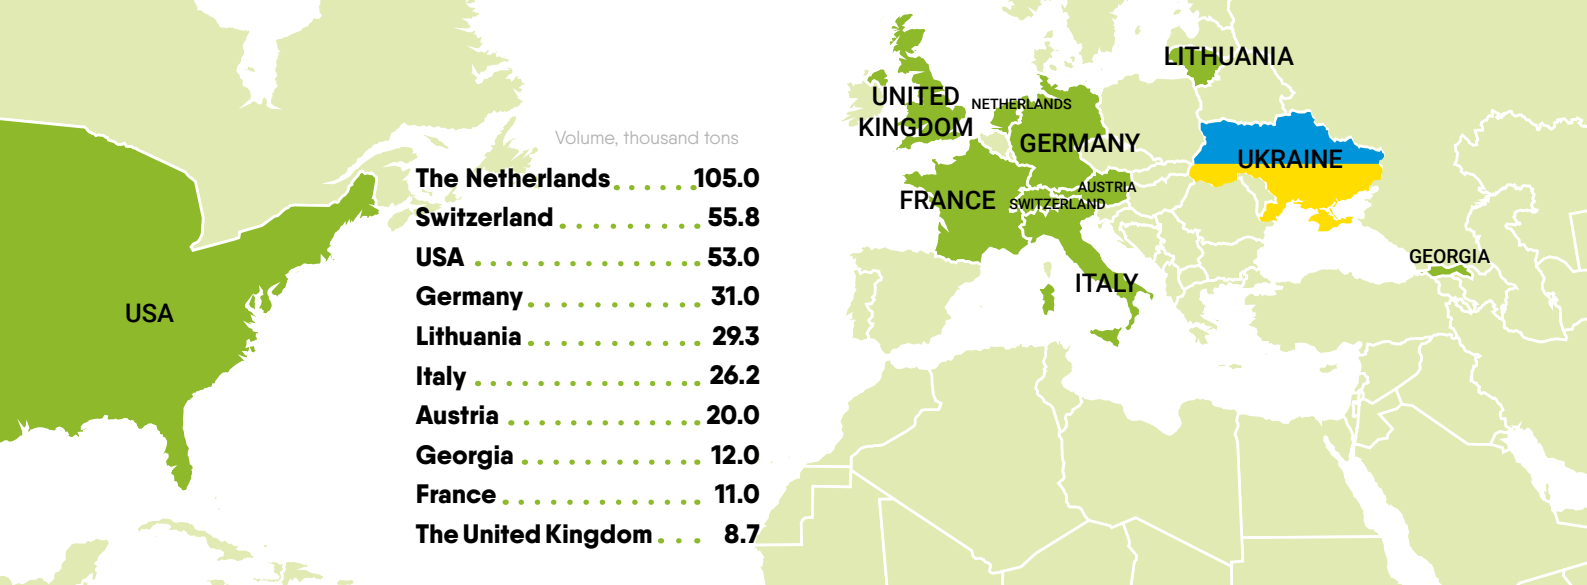 Volume, thousand tons
The Netherlands 105.0
Switzerland 55.8
USA 53.0
Germany 31.0
Lithuania 29.3
Italy 26.2
Austria 20.0
Georgia 12.0
France 11.0
The United Kingdom 8.7
USA
LITHUANIA
UNITED
KINGDOM
NETHERLANDS
GERMANY
UKRAINE
AUSTRIA
FRANCE
SWITZERLAND
GEORGIA
ITALY